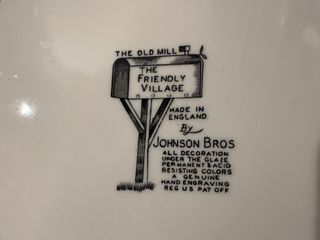 THE OLD MILL
THE
FRIENDLY
VILLAGE
MADE IN
ENGLAND
By
JOHNSON BROS
ALL DECORATION
UNDER THE GLAZE
PERMANENT & ACID
RESISTING COLORS
A GENUINE
HAND ENGRAVING
REG US PAT OFF